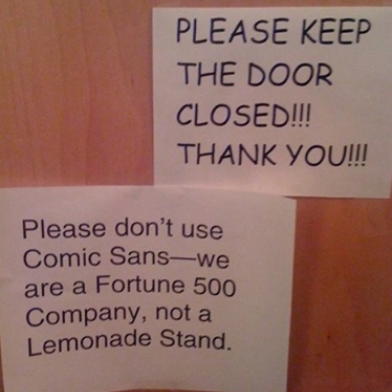 PLEASE KEEP
THE DOOR
CLOSED!!!
THANK YOU!!!
Please don't use
Comic Sans—we
are a Fortune 500
Company, not a
Lemonade Stand.